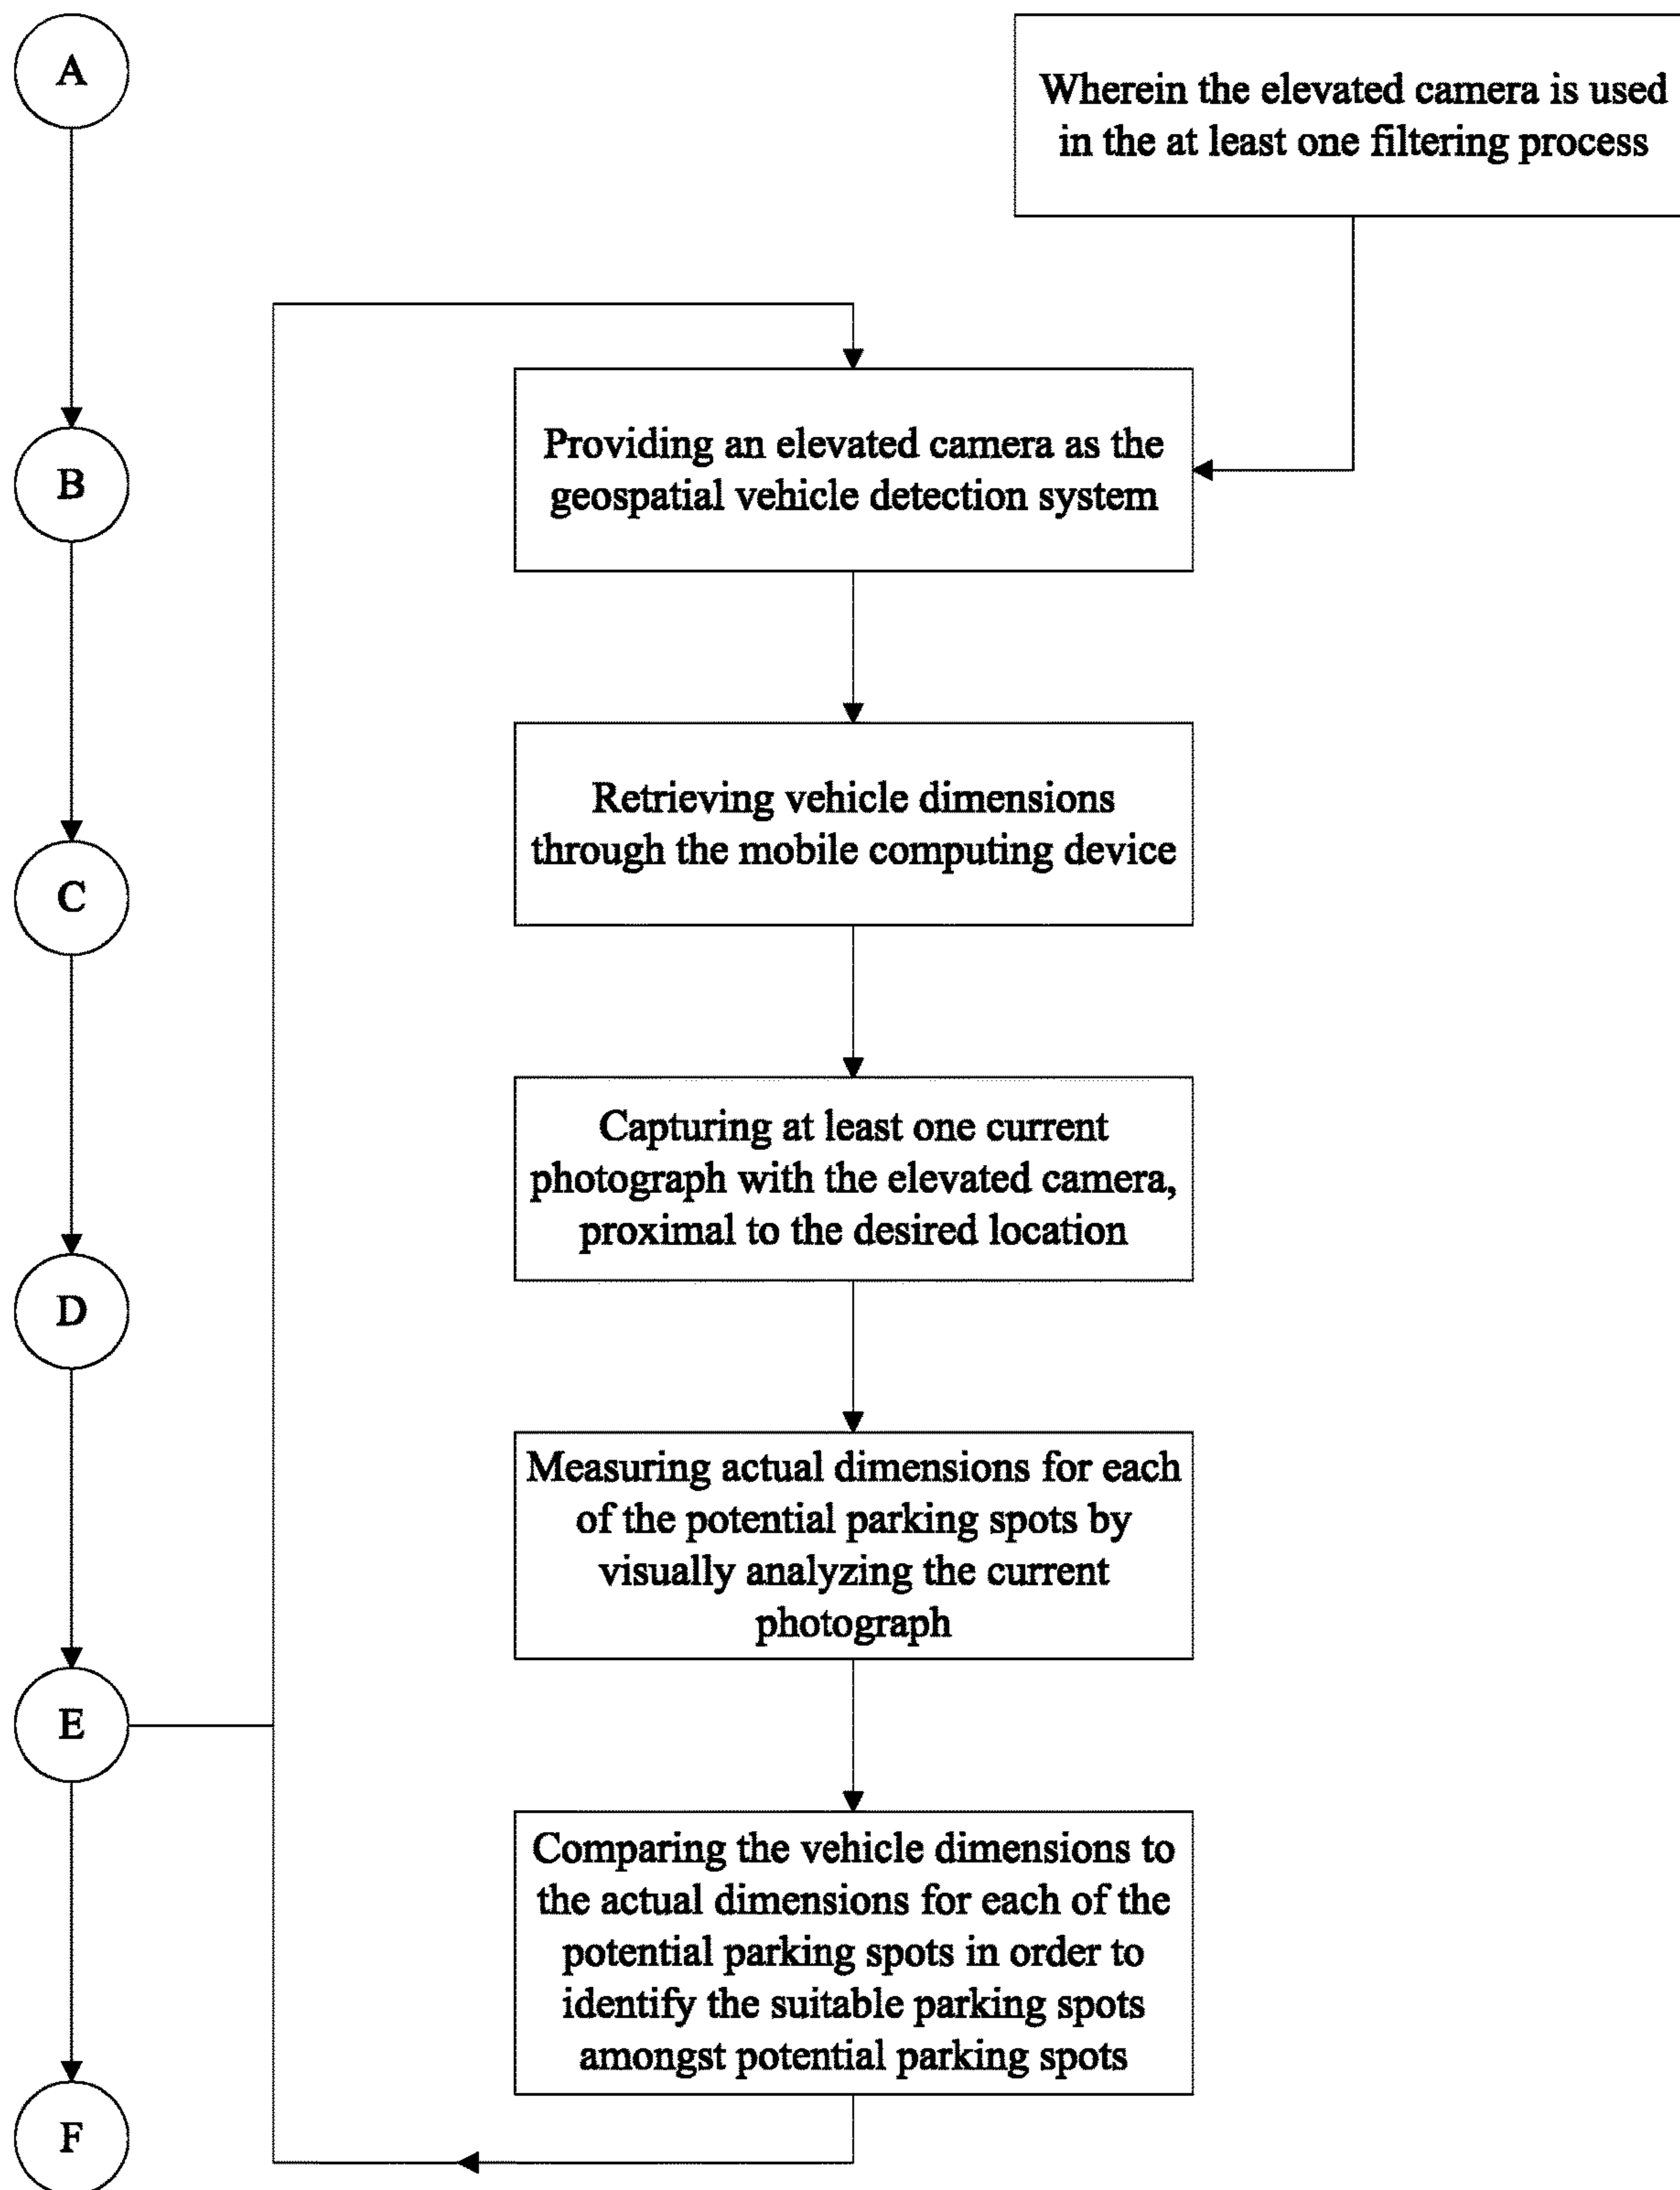 A
Wherein the elevated camera is used
in the at least one filtering process
B
Providing an elevated camera as the
geospatial vehicle detection system
Retrieving vehicle dimensions
through the mobile computing device
C
Capturing at least one current
photograph with the elevated camera,
proximal to the desired location
D
Measuring actual dimensions for each
of the potential parking spots by
visually analyzing the current
photograph
E
Comparing the vehicle dimensions to
the actual dimensions for each of the
potential parking spots in order to
identify the suitable parking spots
amongst potential parking spots
F